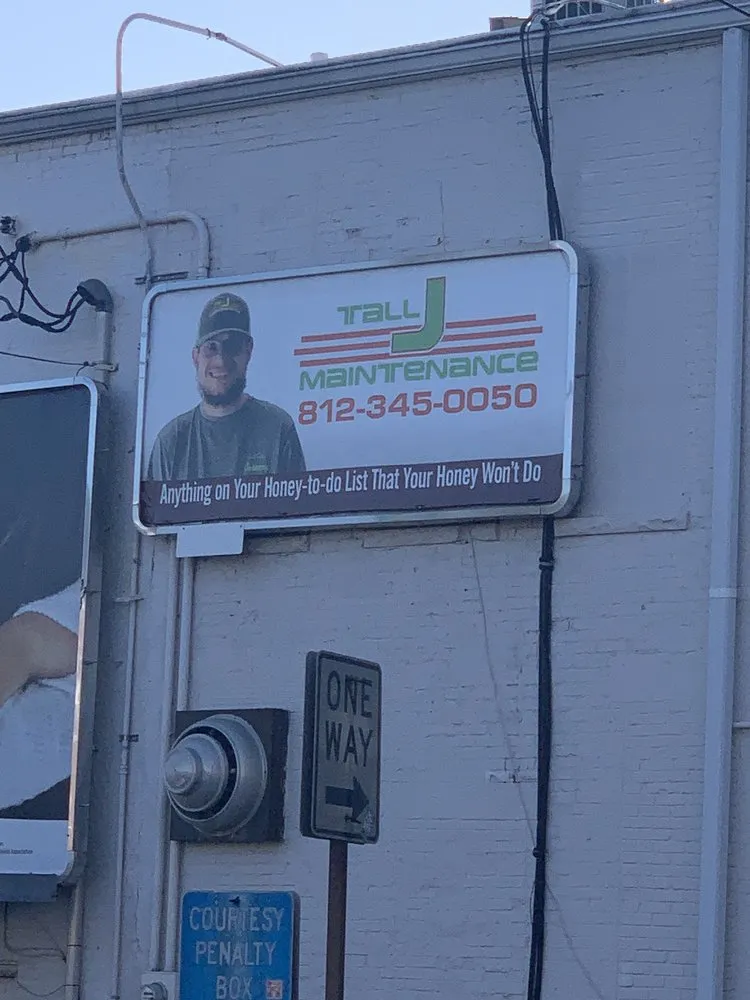 TALL J
MAINTENANCE
812-345-0050
Anything on Your Honey-to-do List That Your Honey Won't Do
ONE
WAY
COURTESY
PENALTY
BOX